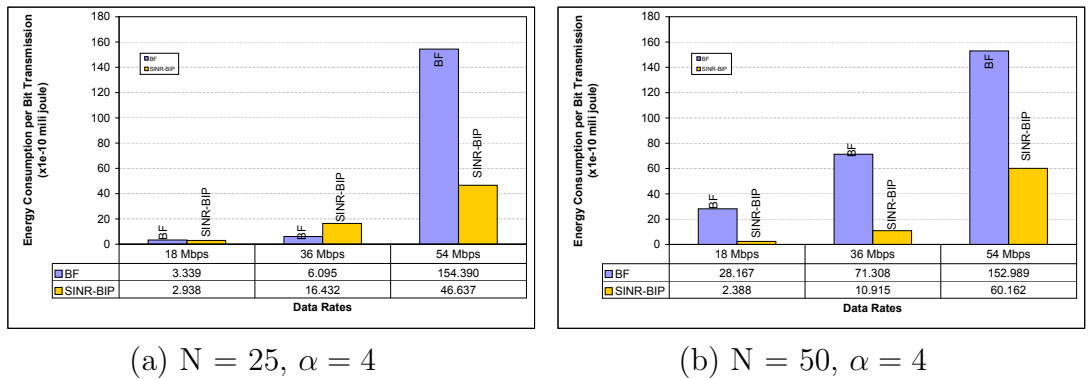 Energy Consumption per Bit Transmission
(x1e-10 mili joule)
180
160
140
120
100
80
60
40
20
0
BF
SINR-BIP
BF
SINR-BIP
BF
SINR-BIP
BF
SINR-BIP
18 Mbps 36 Mbps 54 Mbps
BF 3.339 6.095 154.390
SINR-BIP 2.938 16.432 46.637
Data Rates
(a) N = 25, α = 4
Energy Consumption per Bit Transmission
(x1e-10 mili joule)
180
160
140
120
100
80
60
40
20
0
BF
SINR-BIP
BF
SINR-BIP
BF
SINR-BIP
BF
SINR-BIP
18 Mbps 36 Mbps 54 Mbps
BF 28.167 71.308 152.989
SINR-BIP 2.388 10.915 60.162
Data Rates
(b) N = 50, α = 4